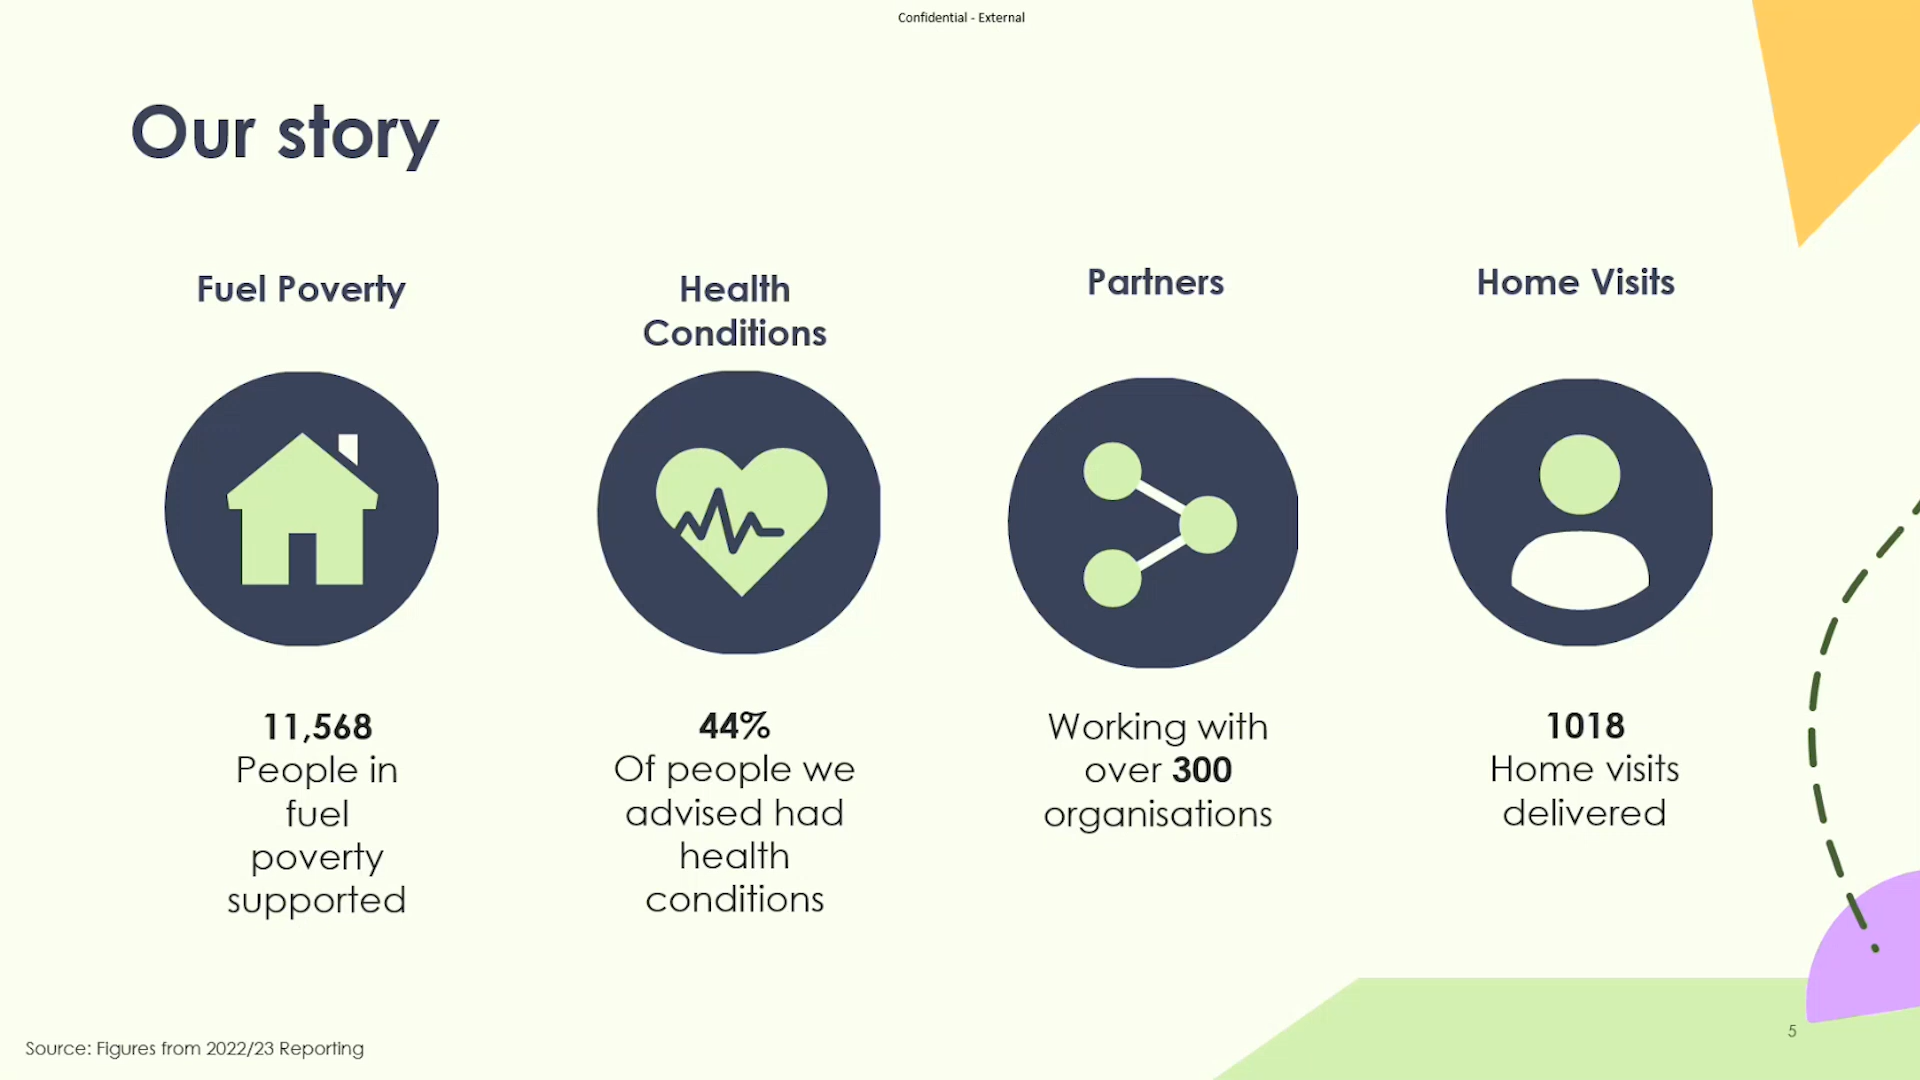 Confidential - External
Our story
Fuel Poverty
Health
Conditions
Partners
Home Visits
11,568
People in
fuel
poverty
supported
44%
Of people we
advised had
health
conditions
Working with
over 300
organisations
1018
Home visits
delivered
5
Source: Figures from 2022/23 Reporting